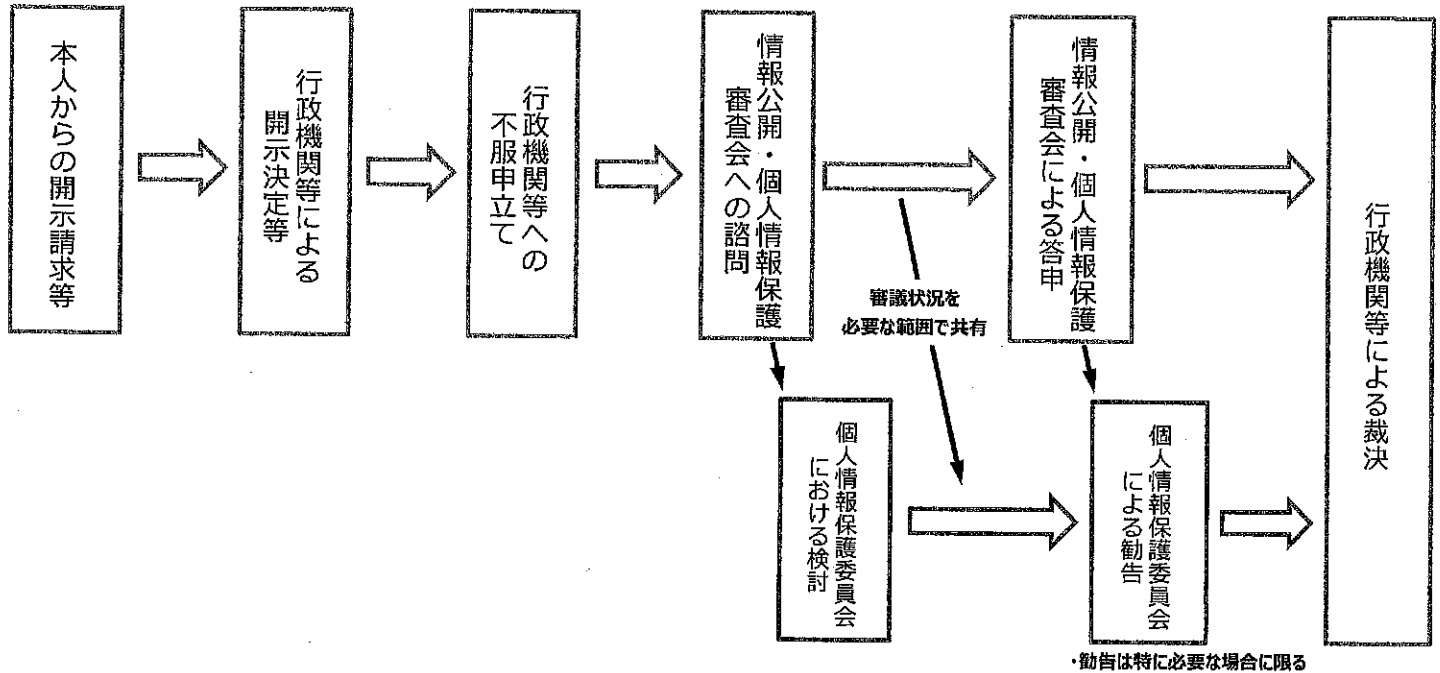 本人からの開示請求等
行政機関等による
開示決定等
行政機関等への
不服申立て
情報公開・個人情報保護
審査会への諮問
情報公開・個人情報保護
審査会による答申
行政機関等による裁決
審議状況を
必要な範囲で共有
個人情報保護委員会
における検討
個人情報保護委員会
による勧告
・勧告は特に必要な場合に限る